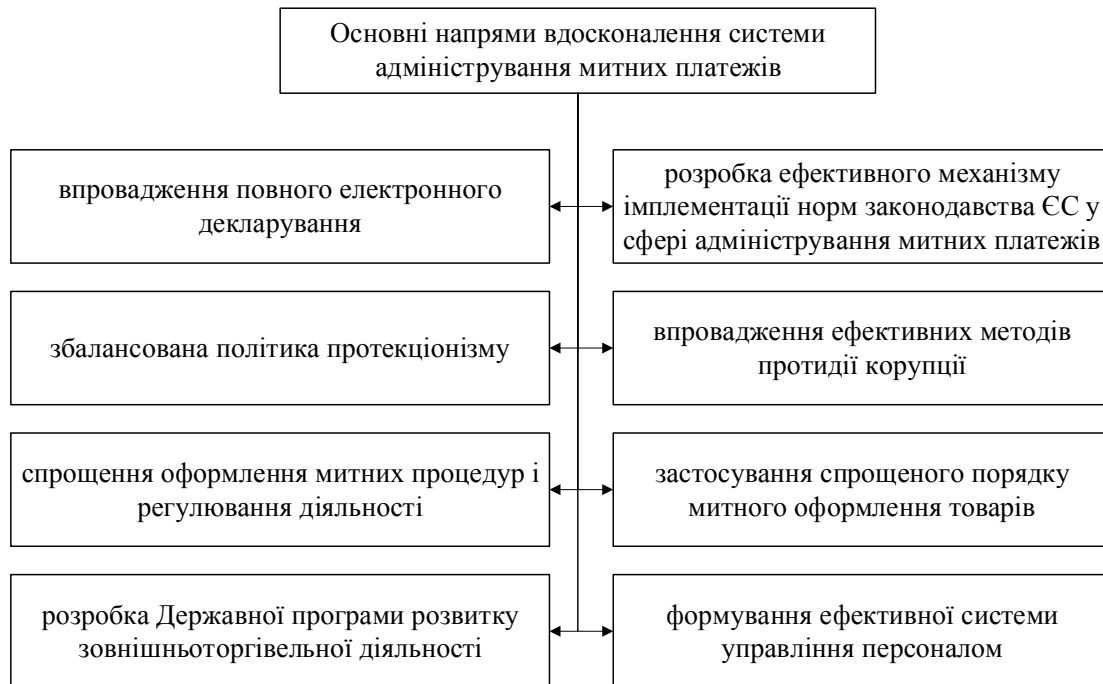 Основні напрями вдосконалення системи
адміністрування митних платежів
впровадження повного електронного
декларування
розробка ефективного механізму
імплементації норм законодавства ЄС у
сфері адміністрування митних платежів
збалансована політика протекціонізму
впровадження ефективних методів
протидії корупції
спрощення оформлення митних процедур і
регулювання діяльності
застосування спрощеного порядку
митного оформлення товарів
розробка Державної програми розвитку
зовнішньоторгівельної діяльності
формування ефективної системи
управління персоналом